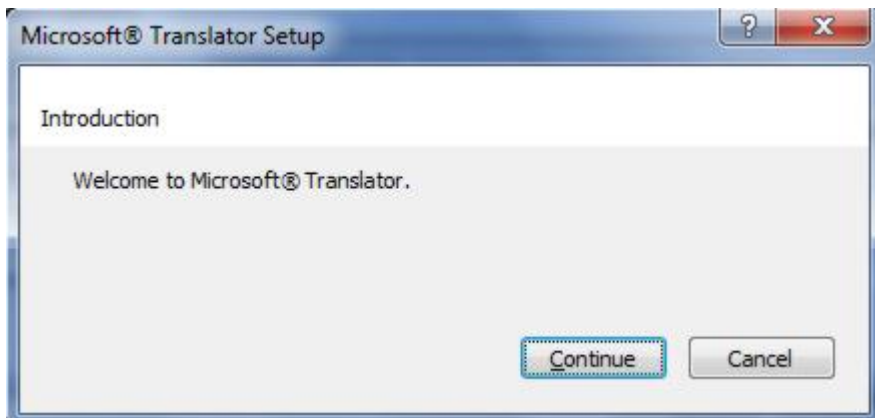 Microsoft® Translator Setup
?
Introduction
Welcome to Microsoft® Translator.
Continue Cancel